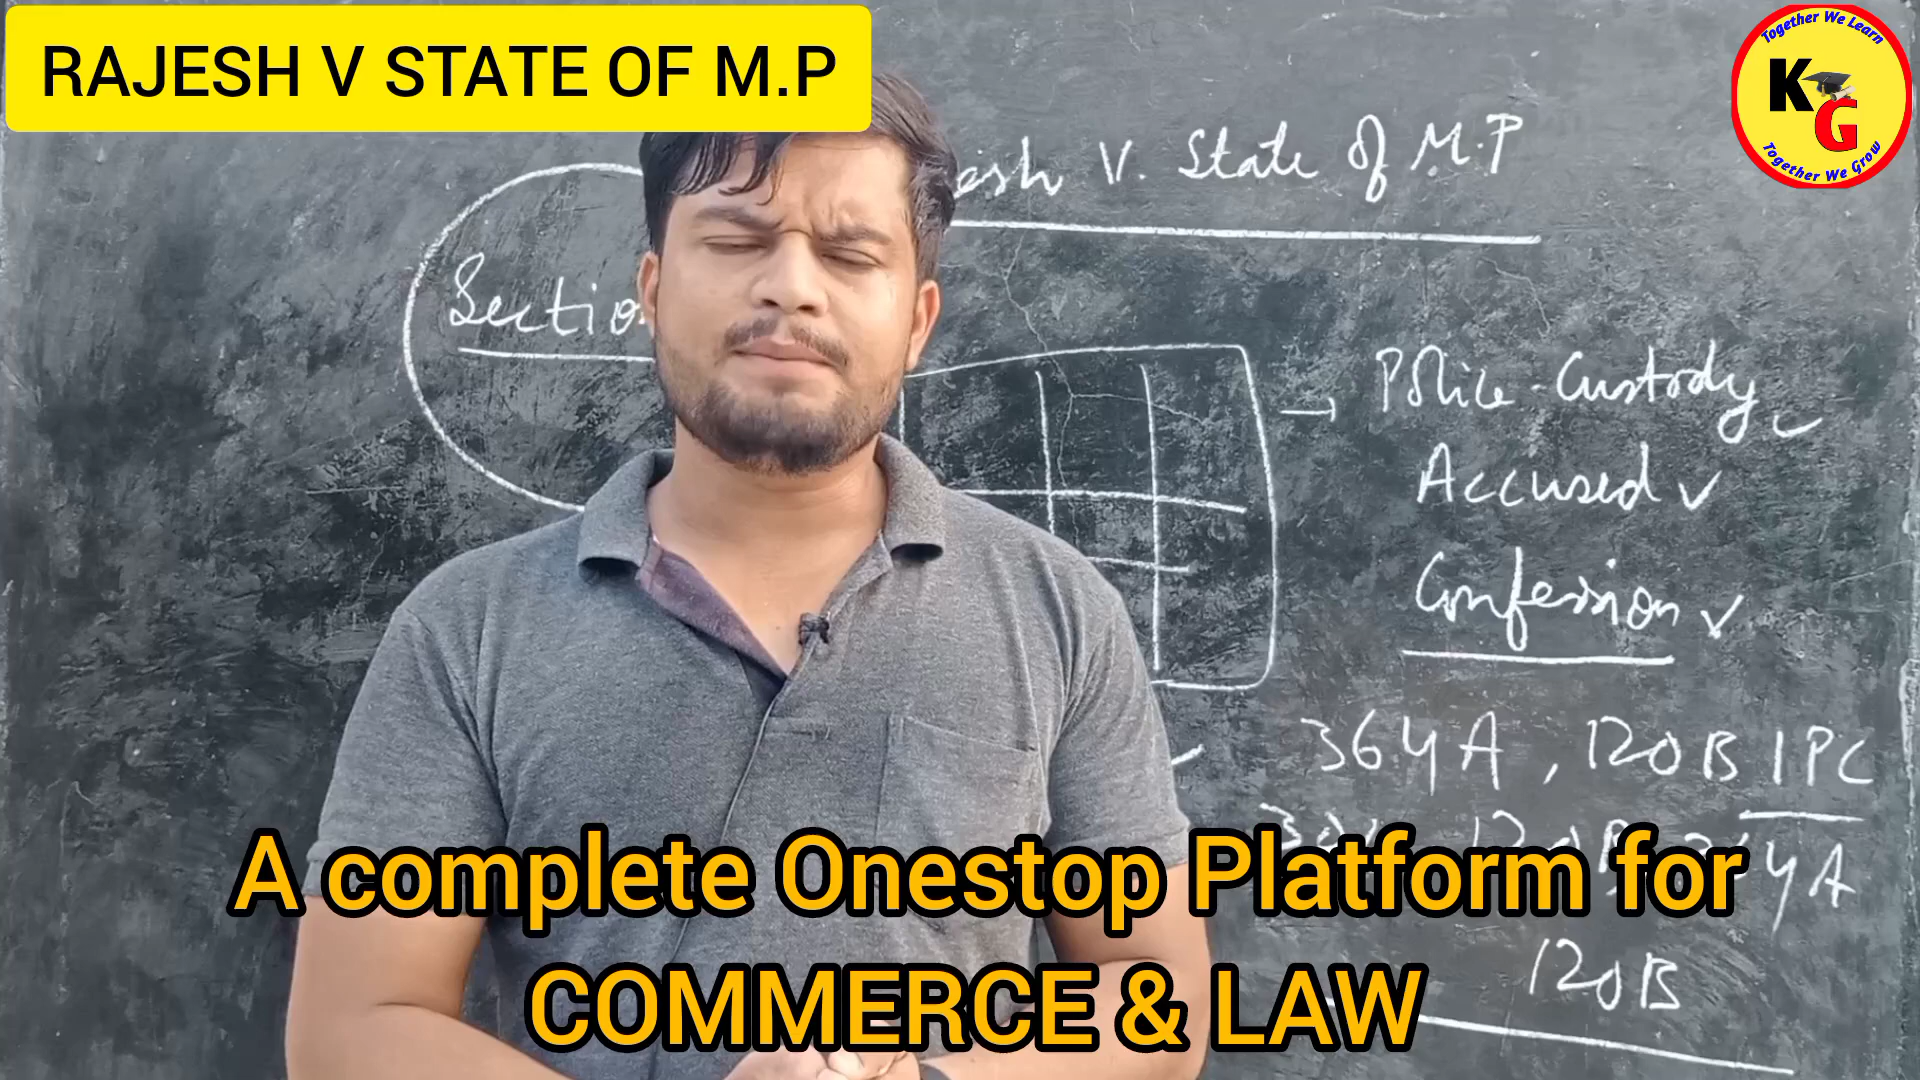 RAJESH V STATE OF M.P
Together We Learn
KG
Together We Grow
esh V. State Of M.P
Sectio
→ Police-Custody
Accused ✓
Confession ✓
364A, 120B IPC
4A
120B
A complete Onestop Platform for
COMMERCE & LAW